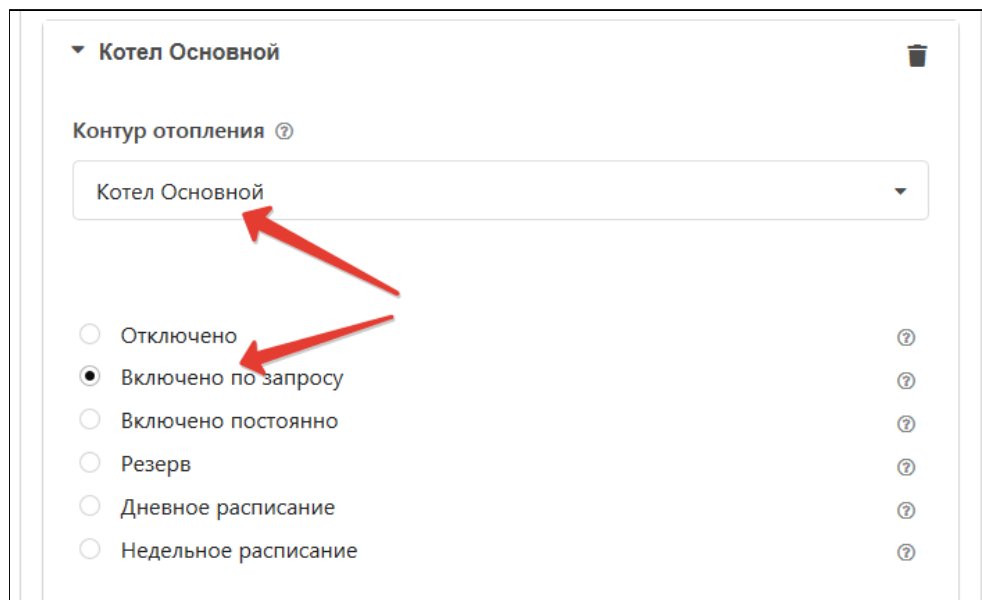 Котел Основной
Контур отопления ?
Котел Основной
Отключено ?
Включено по запросу ?
Включено постоянно ?
Резерв ?
Дневное расписание ?
Недельное расписание ?